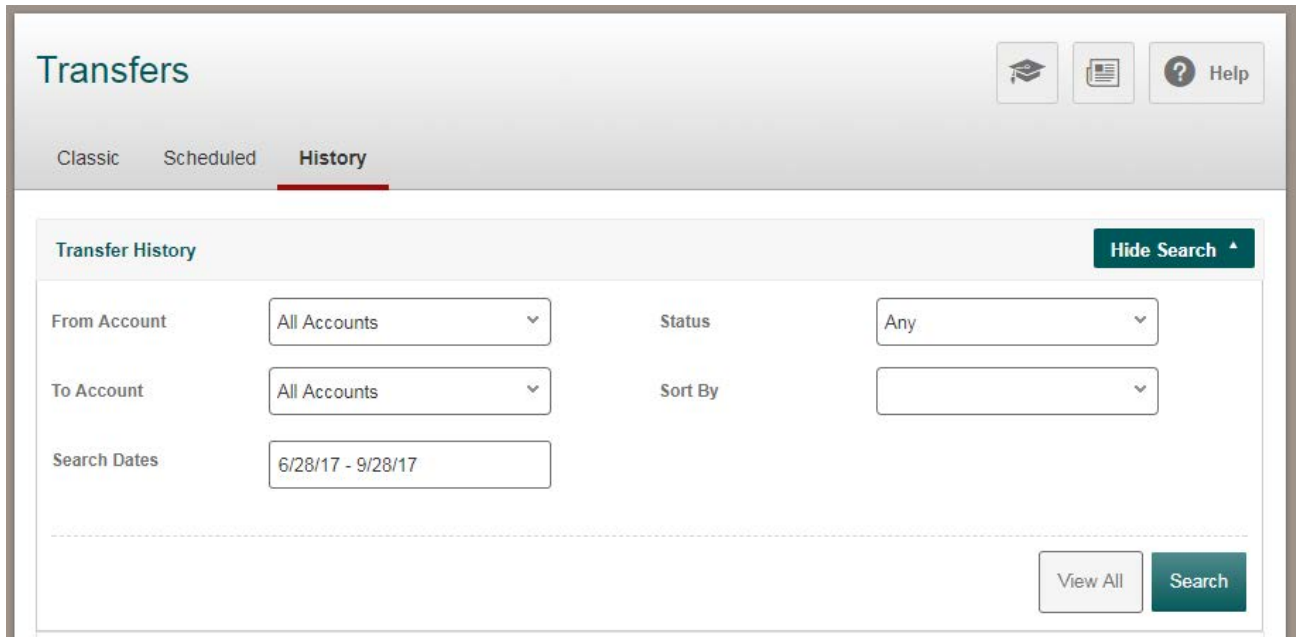 Transfers
Help
Classic Scheduled History
Transfer History Hide Search
From Account All Accounts Status Any
To Account All Accounts Sort By
Search Dates 6/28/17 - 9/28/17
View All Search